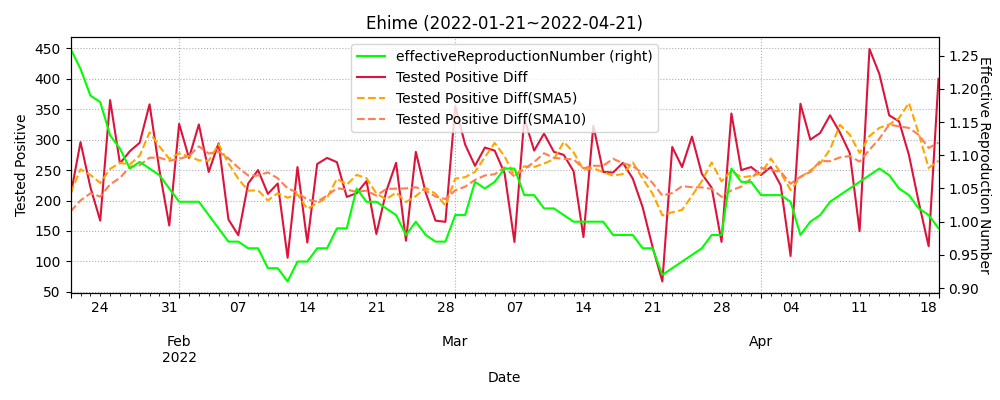 Ehime (2022-01-21~2022-04-21)
effectiveReproductionNumber (right)
Tested Positive Diff
Tested Positive Diff(SMA5)
Tested Positive Diff(SMA10)
Tested Positive
450
400
350
300
250
200
150
100
50
Effective Reproduction Number
1.25
1.20
1.15
1.10
1.05
1.00
0.95
0.90
24 31 07 14 21 28 07 14 21 28 04 11 18
Feb Mar Apr
2022
Date